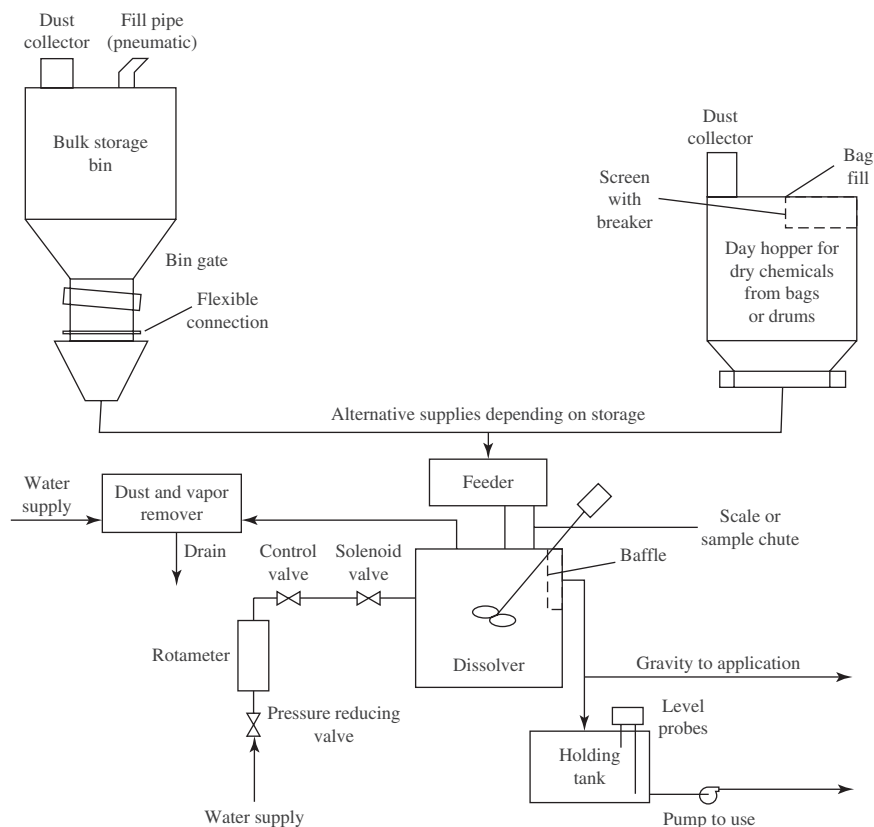 Dust
collector
Fill pipe
(pneumatic)
Bulk storage
bin
Bin gate
Flexible
connection
Dust
collector
Bag
fill
Screen
with
breaker
Day hopper for
dry chemicals
from bags
or drums
Alternative supplies depending on storage
Water
supply
Dust and vapor
remover
Drain
Feeder
Scale or
sample chute
Control
valve
Solenoid
valve
Baffle
Rotameter
Dissolver
Gravity to application
Pressure reducing
valve
Level
probes
Holding
tank
Water supply
Pump to use